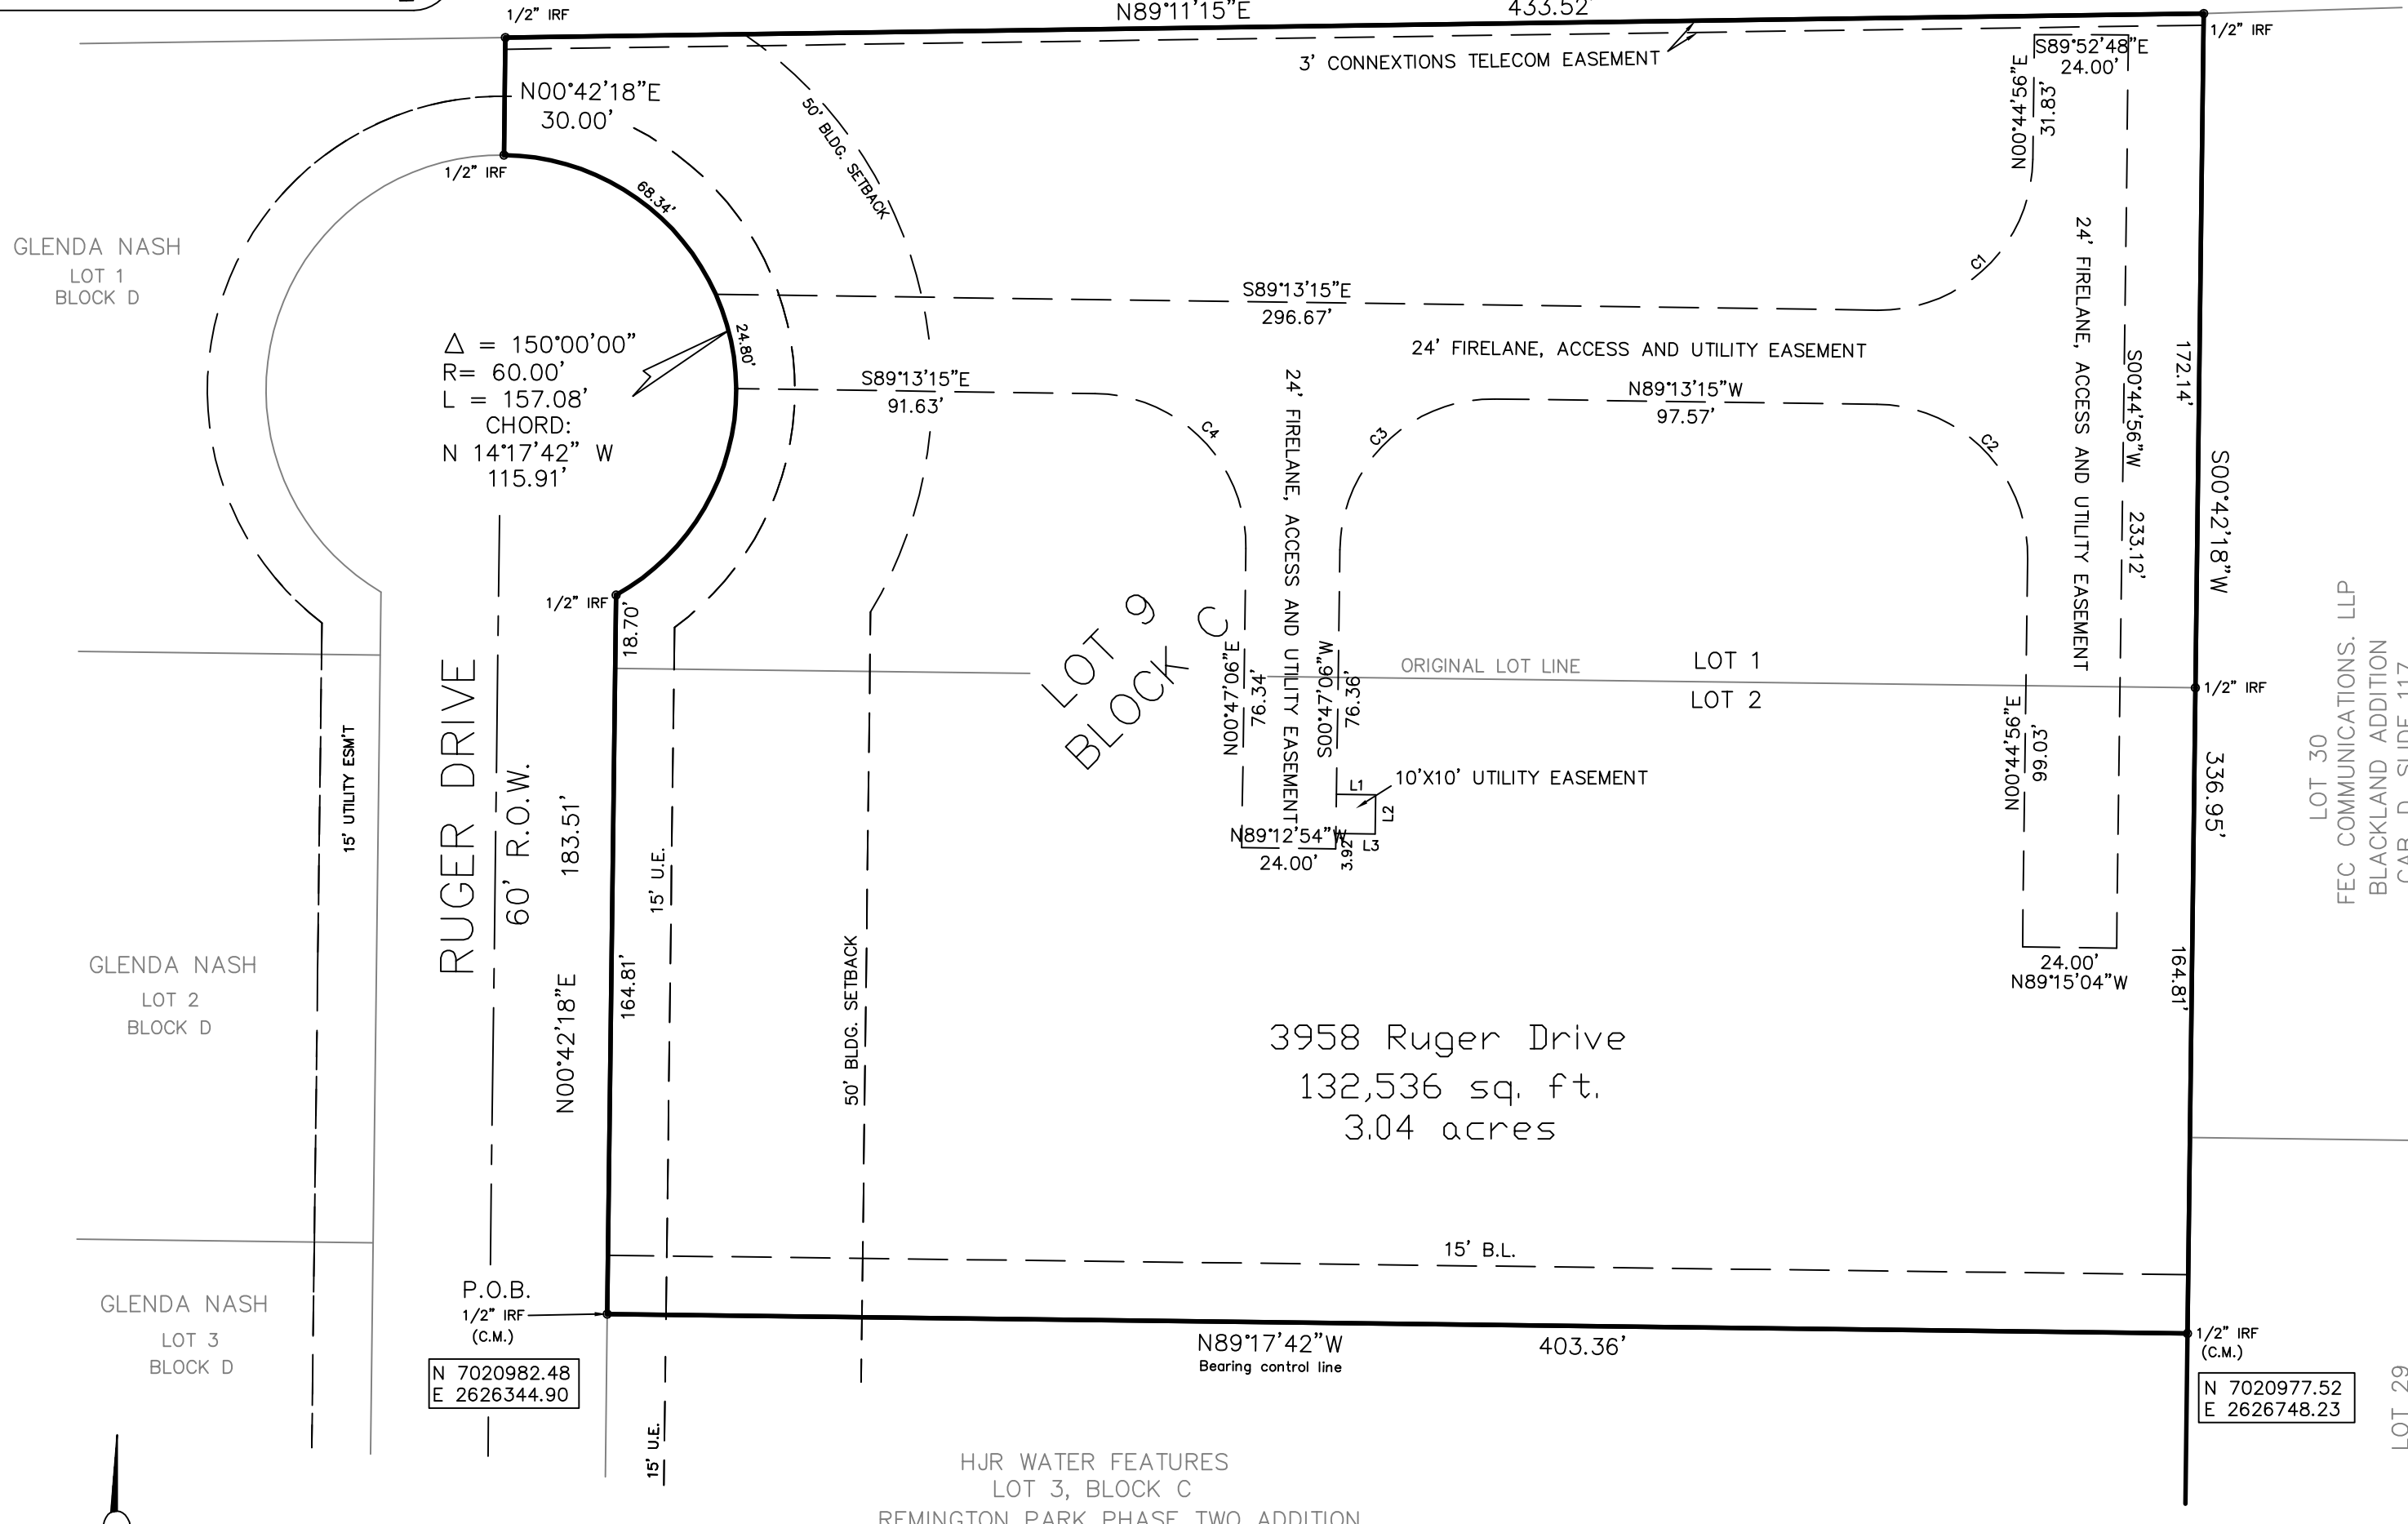 N89°11'15"E
433.52'
1/2" IRF
1/2" IRF
3' CONNEXTIONS TELECOM EASEMENT
S89°52'48"E
24.00'
N00°44'56"E
31.83'
N00°42'18"E
30.00'
50' BLDG. SETBACK
1/2" IRF
68.34'
GLENDA NASH
LOT 1
BLOCK D
C1
24' FIRELANE, ACCESS AND UTILITY EASEMENT
S89°13'15"E
296.67'
Δ = 150°00'00"
R= 60.00'
L = 157.08'
CHORD:
N 14°17'42" W
115.91'
24.80'
24' FIRELANE, ACCESS AND UTILITY EASEMENT
S89°13'15"E
91.63'
N89°13'15"W
97.57'
C4
C3
C2
24' FIRELANE, ACCESS AND UTILITY EASEMENT
S00°44'56"W
233.12'
172.14'
S00°42'18"W
336.95'
1/2" IRF
18.70'
LOT 9
BLOCK C
N00°47'06"E
76.34'
S00°47'06"W
76.36'
ORIGINAL LOT LINE
LOT 1
LOT 2
1/2" IRF
N00°44'56"E
99.03'
LOT 30
FEC COMMUNICATIONS. LLP
BLACKLAND ADDITION
RUGER DRIVE
60' R.O.W.
15' UTILITY ESM'T
183.51'
N00°42'18"E
164.81'
15' U.E.
50' BLDG. SETBACK
10'X10' UTILITY EASEMENT
L1
L2
L3
N89°12'54"W
24.00'
3.92'
24.00'
N89°15'04"W
164.81'
GLENDA NASH
LOT 2
BLOCK D
3958 Ruger Drive
132,536 sq. ft.
3.04 acres
15' B.L.
P.O.B.
1/2" IRF
(C.M.)
GLENDA NASH
LOT 3
BLOCK D
N 7020982.48
E 2626344.90
N89°17'42"W
403.36'
Bearing control line
1/2" IRF
(C.M.)
N 7020977.52
E 2626748.23
LOT 29
15' U.E.
HJR WATER FEATURES
LOT 3, BLOCK C
REMINGTON PARK PHASE TWO ADDITION